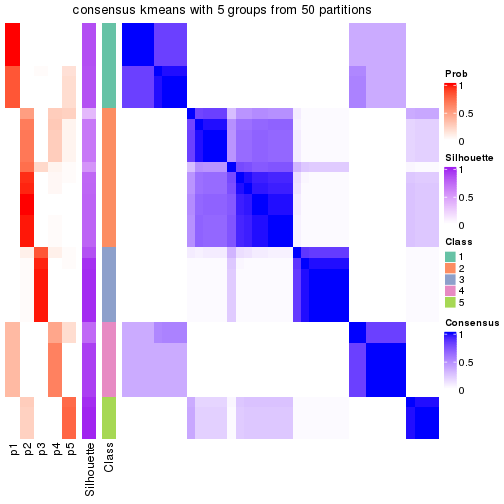 consensus kmeans with 5 groups from 50 partitions
Prob
1
0.5
0
Silhouette
1
0.5
0
Class
1
2
3
4
5
Consensus
1
0.5
0
p1
p2
p3
p4
p5
Silhouette
Class